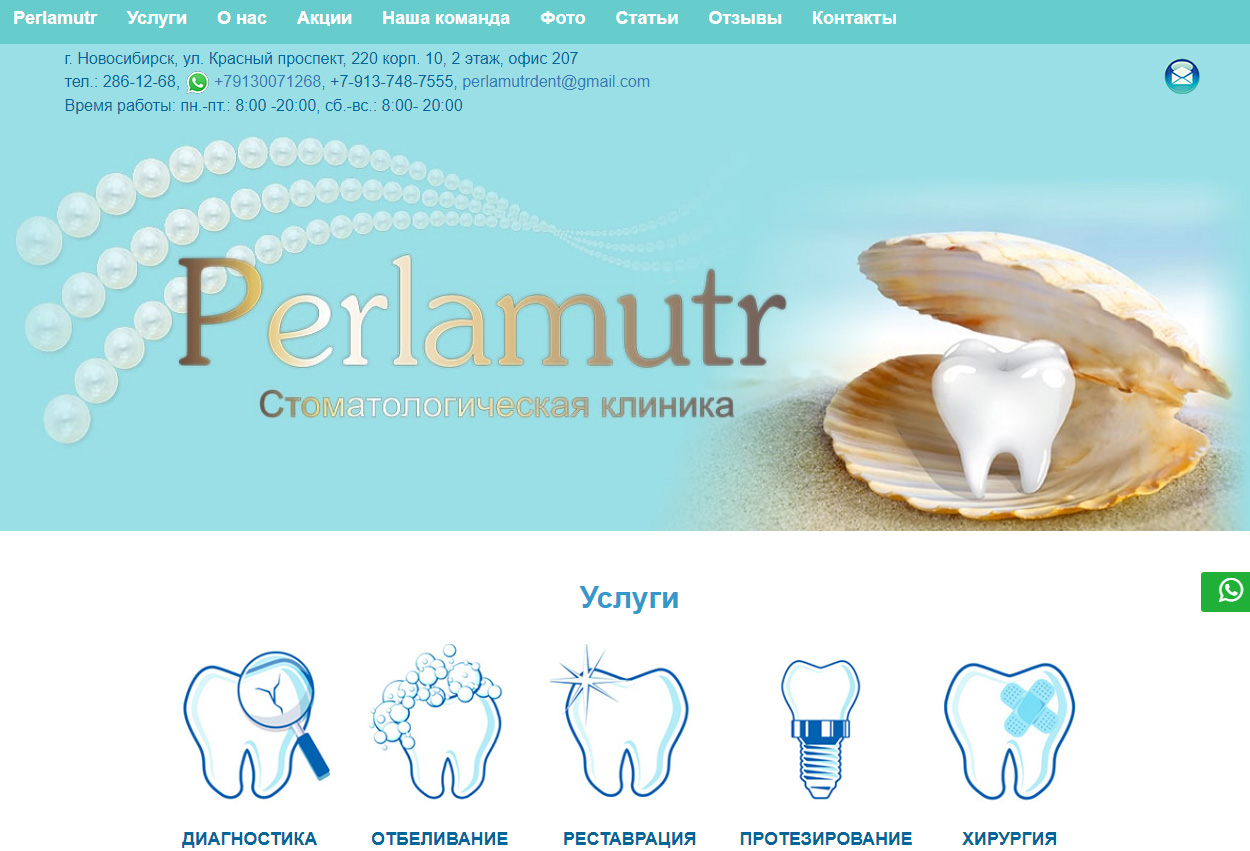 Perlamutr Услуги О нас Акции Наша команда Фото Статьи Отзывы Контакты
г. Новосибирск, ул. Красный проспект, 220 корп. 10, 2 этаж, офис 207
тел.: 286-12-68, +79130071268, +7-913-748-7555, perlamutrdent@gmail.com
Время работы: пн.-пт.: 8:00 -20:00, сб.-вс.: 8:00- 20:00
Perlamutr
Стоматологическая клиника
Услуги
ДИАГНОСТИКА ОТБЕЛИВАНИЕ РЕСТАВРАЦИЯ ПРОТЕЗИРОВАНИЕ ХИРУРГИЯ